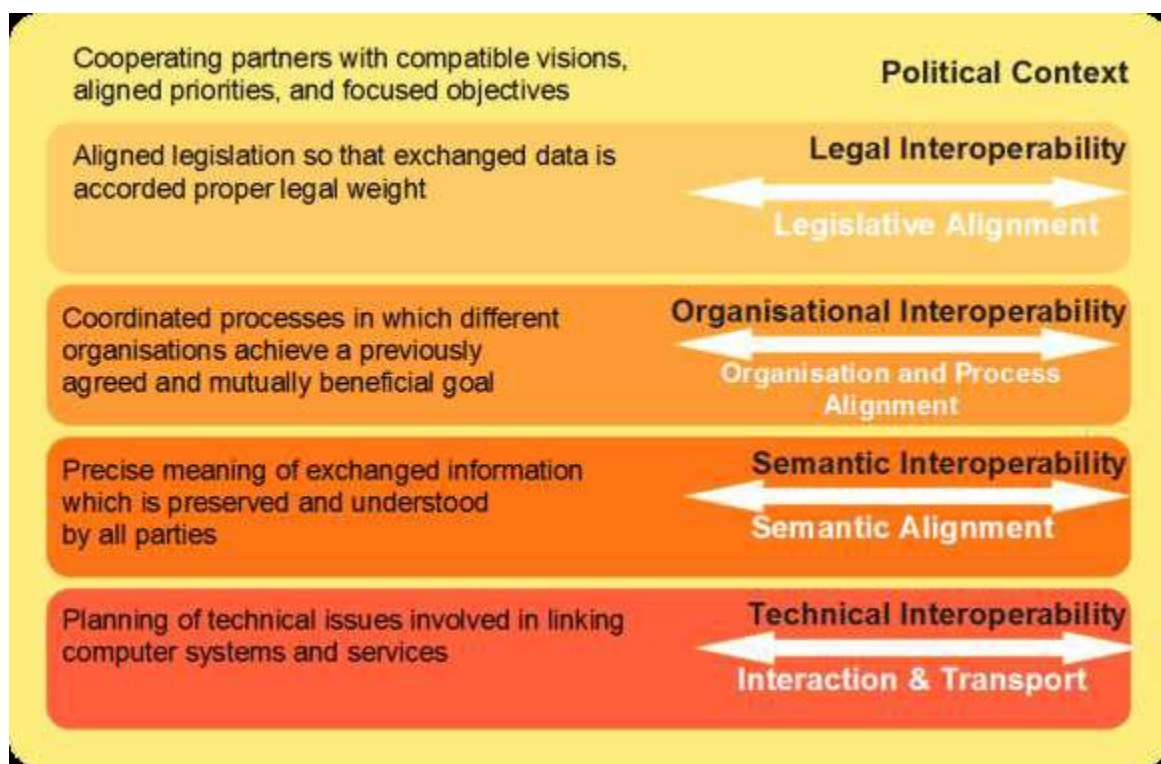 Cooperating partners with compatible visions,
aligned priorities, and focused objectives
Political Context
Aligned legislation so that exchanged data is
accorded proper legal weight
Legal Interoperability
Legislative Alignment
Coordinated processes in which different
organisations achieve a previously
agreed and mutually beneficial goal
Organisational Interoperability
Organisation and Process
Alignment
Precise meaning of exchanged information
which is preserved and understood
by all parties
Semantic Interoperability
Semantic Alignment
Planning of technical issues involved in linking
computer systems and services
Technical Interoperability
Interaction & Transport